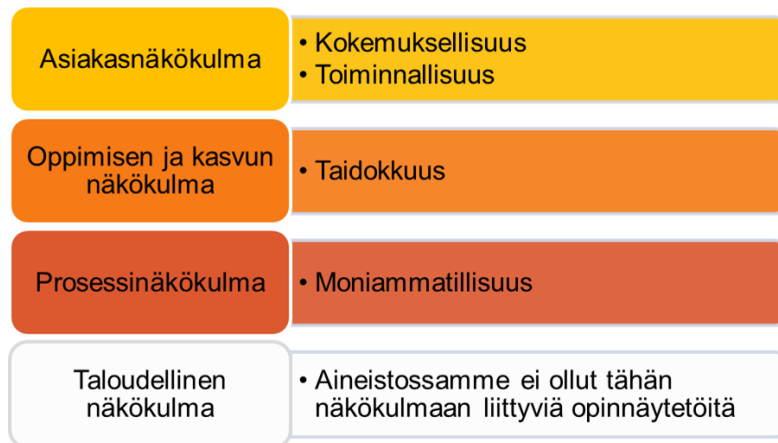 Asiakasnäkökulma
• Kokemuksellisuus
• Toiminnallisuus
Oppimisen ja kasvun
näkökulma
• Taidokkuus
Prosessinäkökulma
• Moniammatillisuus
Taloudellinen
näkökulma
• Aineistossamme ei ollut tähän
näkökulmaan liittyviä opinnäytetöitä